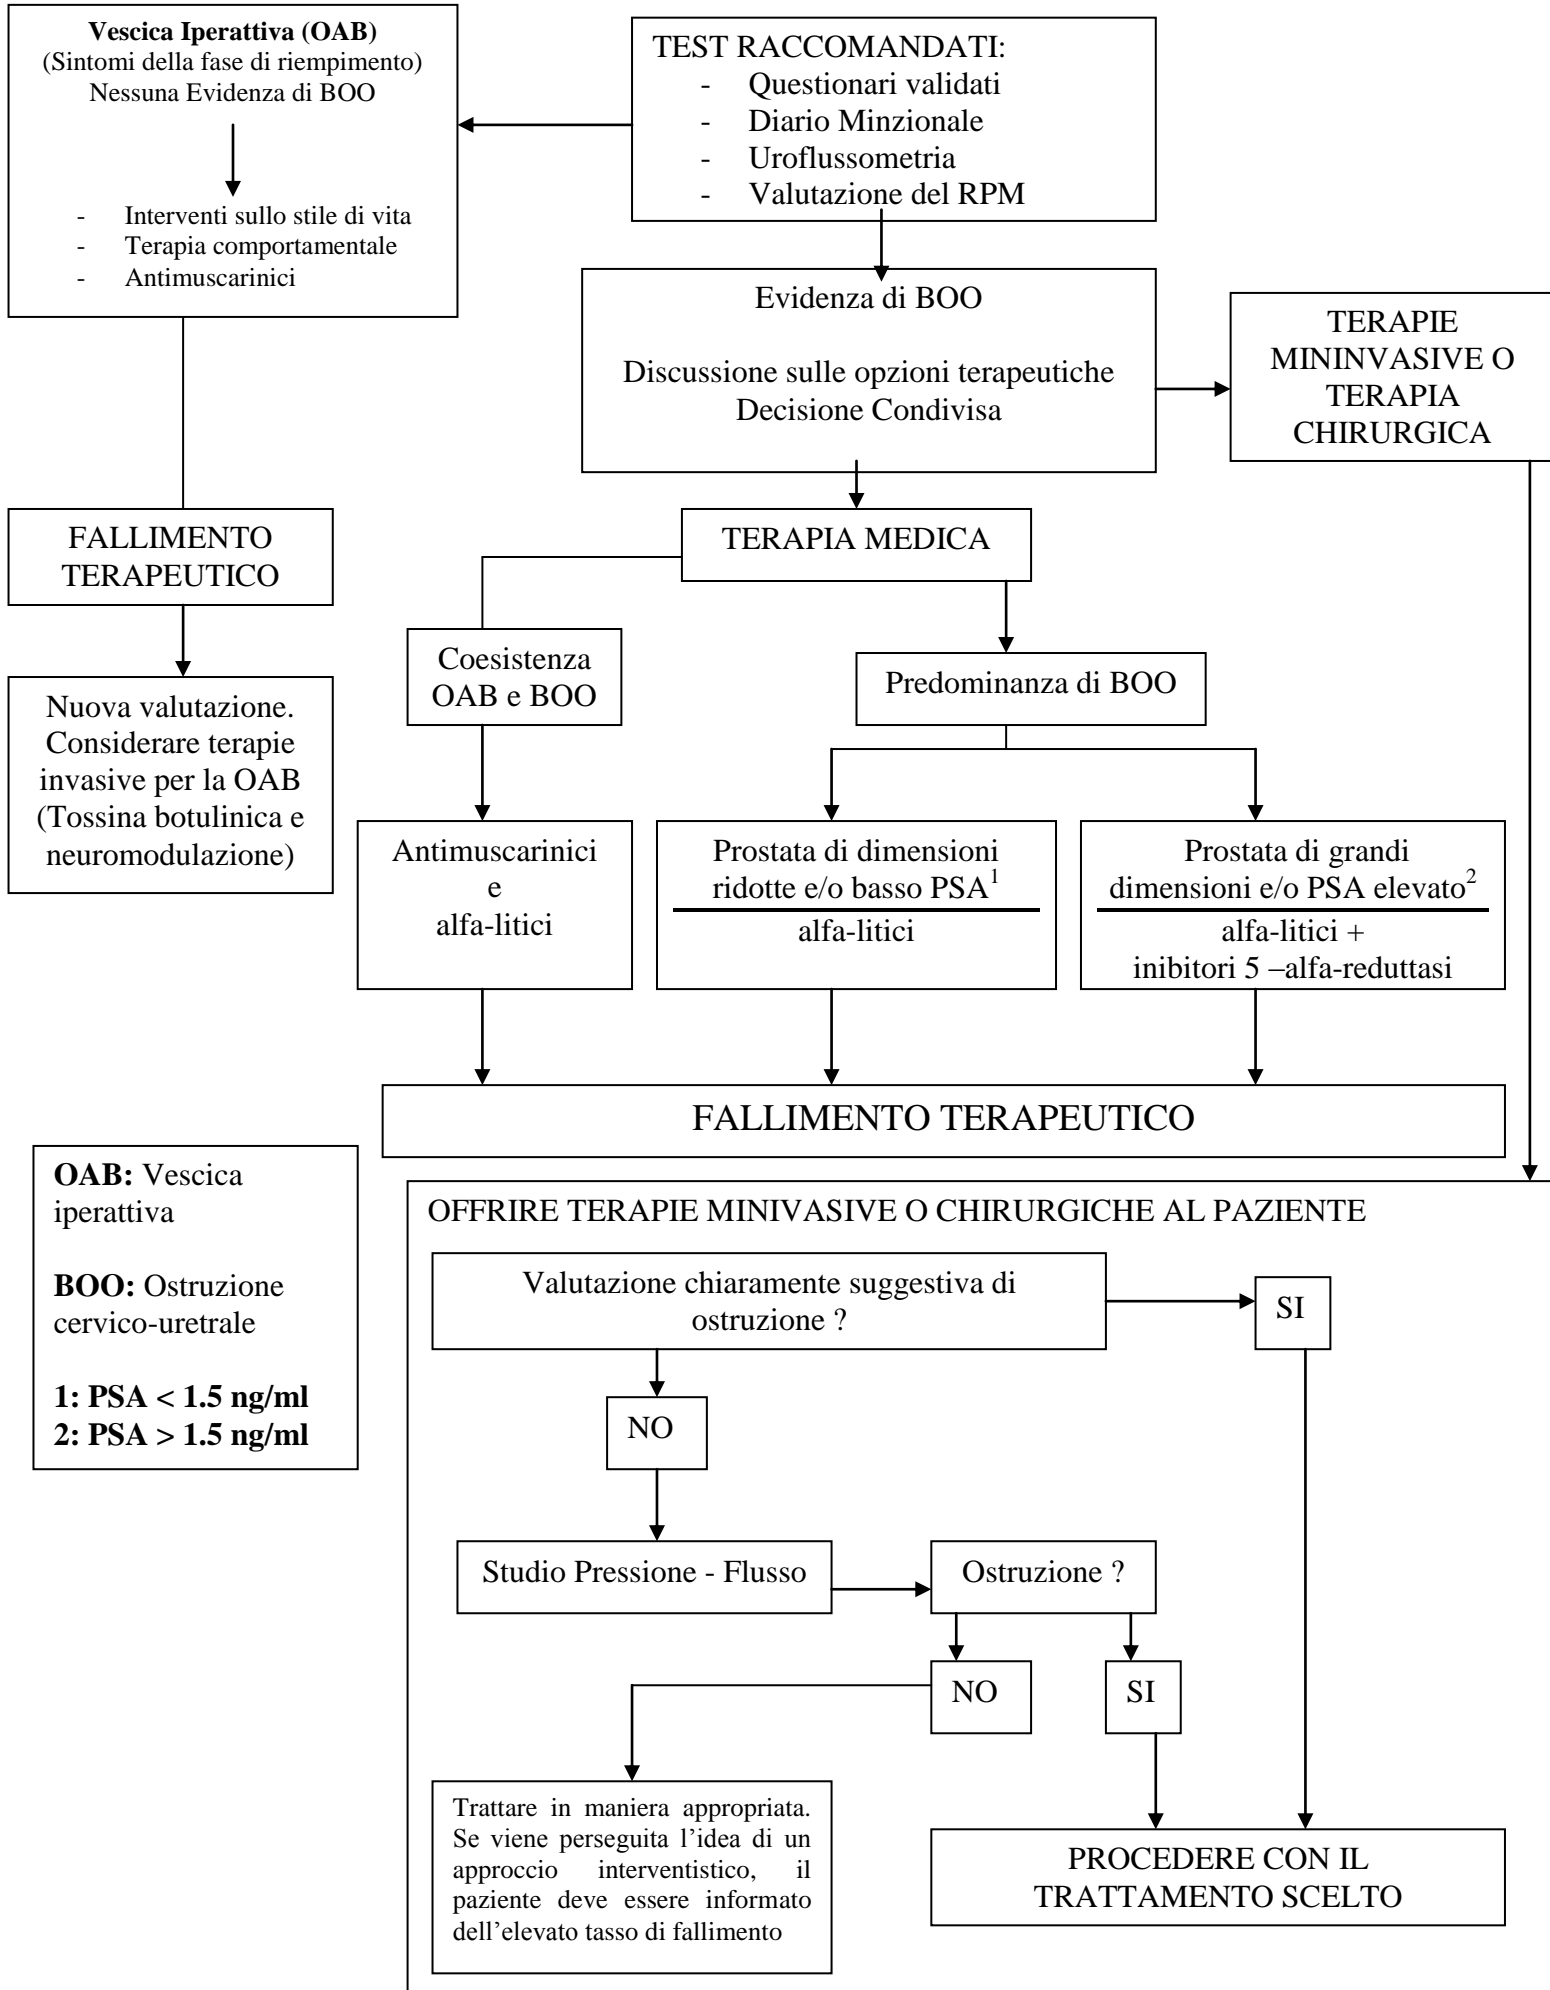 Vescica Iperattiva (OAB)
(Sintomi della fase di riempimento)
Nessuna Evidenza di BOO
- Interventi sullo stile di vita
- Terapia comportamentale
- Antimuscarinici
TEST RACCOMANDATI:
- Questionari validati
- Diario Minzionale
- Uroflussometria
- Valutazione del RPM
Evidenza di BOO
Discussione sulle opzioni terapeutiche
Decisione Condivisa
TERAPIE
MININVASIVE O
TERAPIA
CHIRURGICA
FALLIMENTO
TERAPEUTICO
Nuova valutazione.
Considerare terapie
invasive per la OAB
(Tossina botulinica e
neuromodulazione)
TERAPIA MEDICA
Coesistenza
OAB e BOO
Predominanza di BOO
Antimuscarinici
e
alfa-litici
Prostata di dimensioni
ridotte e/o basso PSA1
alfa-litici
Prostata di grandi
dimensioni e/o PSA elevato2
alfa-litici +
inibitori 5 –alfa-reduttasi
FALLIMENTO TERAPEUTICO
OAB: Vescica
iperattiva
BOO: Ostruzione
cervico-uretrale
1: PSA < 1.5 ng/ml
2: PSA > 1.5 ng/ml
OFFRIRE TERAPIE MINIVASIVE O CHIRURGICHE AL PAZIENTE
Valutazione chiaramente suggestiva di
ostruzione ?
SI
NO
Studio Pressione - Flusso
Ostruzione ?
NO
SI
Trattare in maniera appropriata.
Se viene perseguita l’idea di un
approccio interventistico, il
paziente deve essere informato
dell’elevato tasso di fallimento
PROCEDERE CON IL
TRATTAMENTO SCELTO